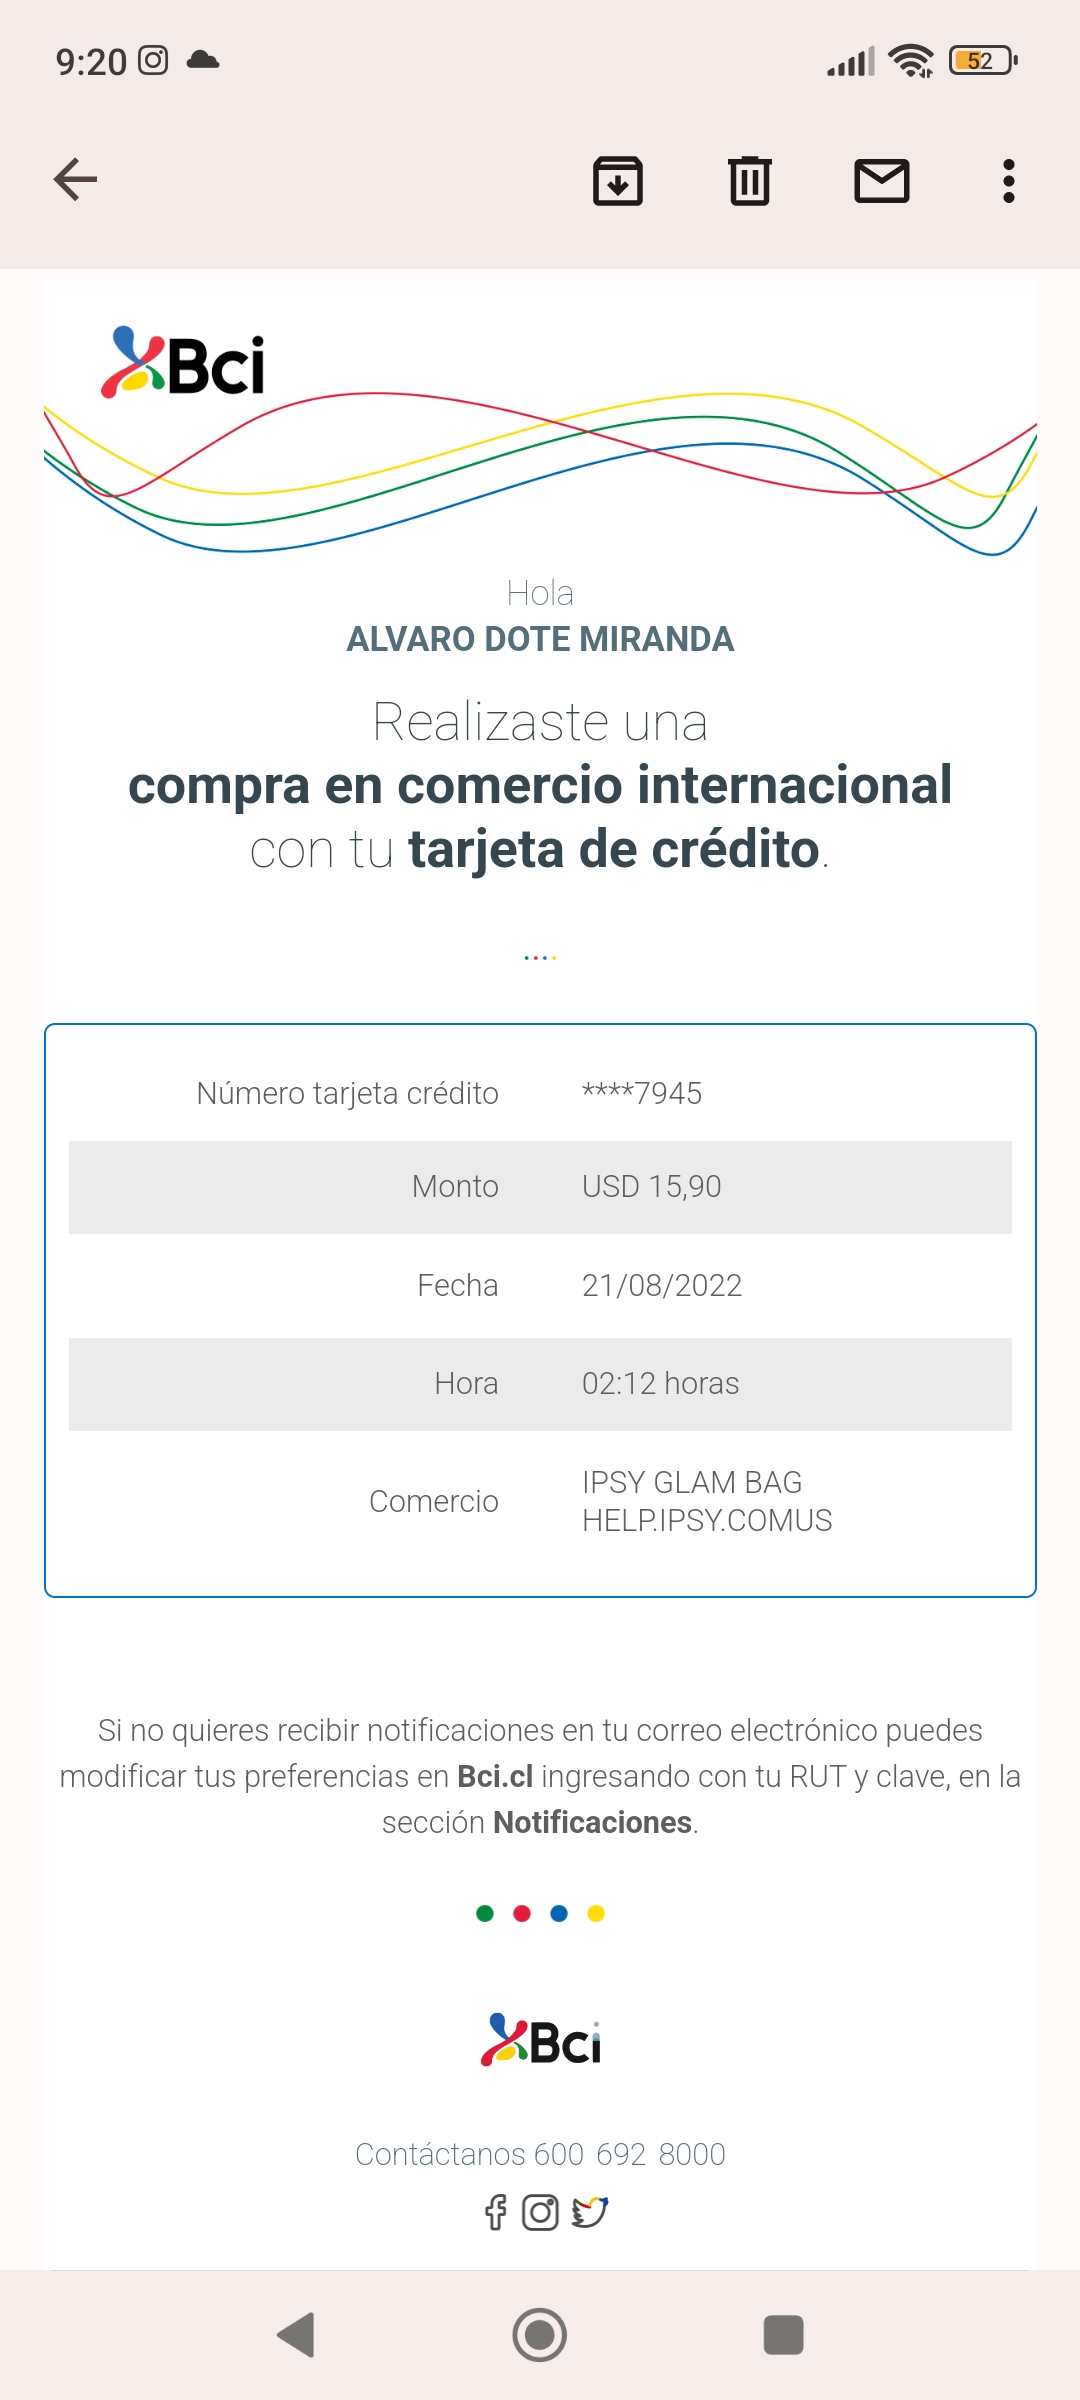 9:20
52
Bci
Hola
ALVARO DOTE MIRANDA
Realizaste una
compra en comercio internacional
con tu tarjeta de crédito.
Número tarjeta crédito ****7945
Monto USD 15,90
Fecha 21/08/2022
Hora 02:12 horas
Comercio IPSY GLAM BAG
HELP.IPSY.COMUS
Si no quieres recibir notificaciones en tu correo electrónico puedes
modificar tus preferencias en Bci.cl ingresando con tu RUT y clave, en la
sección Notificaciones.
Bci
Contáctanos 600 692 8000